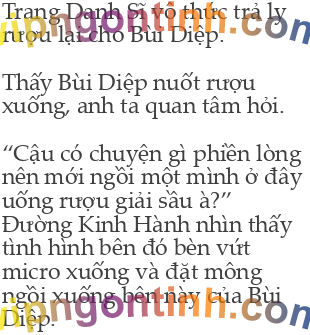 Trang Danh Sĩ vô thức trả ly
rượu lại cho Bùi Diệp.
Thấy Bùi Diệp nuốt rượu
xuống, anh ta quan tâm hỏi.
“Cậu có chuyện gì phiền lòng
nên mới ngồi một mình ở đây
uống rượu giải sầu à?”
Đường Kinh Hành nhìn thấy
tình hình bên đó bèn vứt
micro xuống và đặt mông
ngồi xuống bên này của Bùi
Diệp.